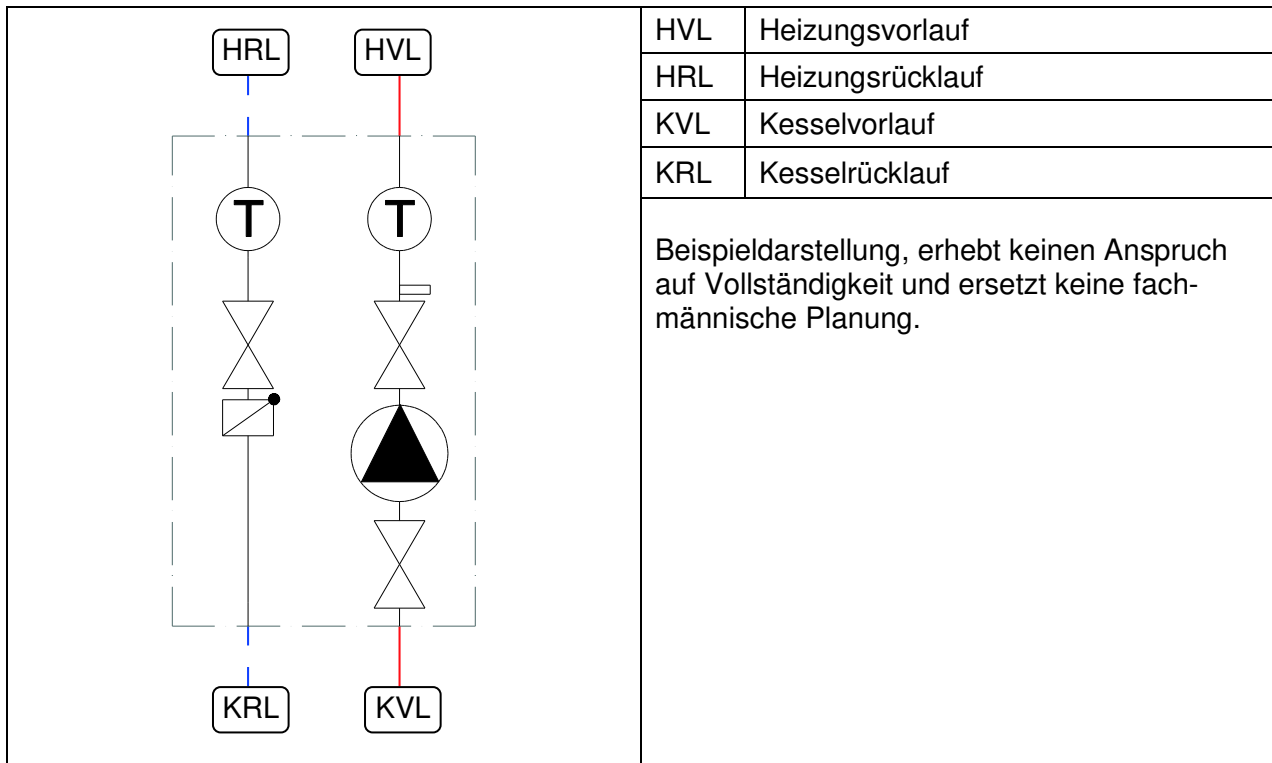 HRL HVL
T T
KRL KVL
HVL Heizungsvorlauf
HRL Heizungsrücklauf
KVL Kesselvorlauf
KRL Kesselrücklauf
Beispieldarstellung, erhebt keinen Anspruch
auf Vollständigkeit und ersetzt keine fach-
männische Planung.